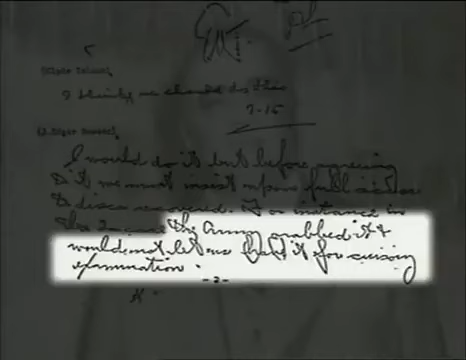 (Clyde Tolson)
I think we should do this
7-15
(J. Edgar Hoover)
I would do it but before agreeing
to it we must insist upon full access
to discs recovered. For instance in
the case the Army grabbed it &
would not let us have it for cursory
examination.
H.
-2-